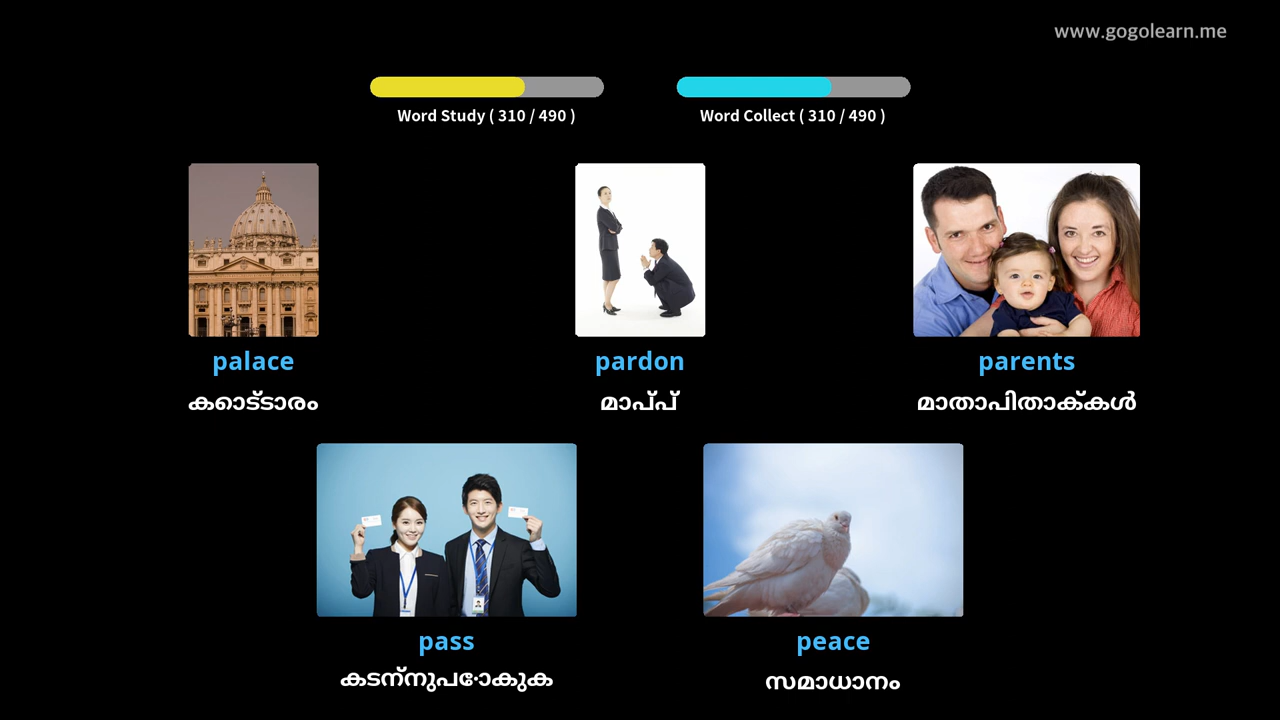 www.gogolearn.me
Word Study ( 310 / 490 )
Word Collect ( 310 / 490 )
palace
pardon
parents
കൊട്ടാരം
മാപ്പ്
മാതാപിതാക്കൾ
pass
peace
കടന്നുപോകുക
സമാധാനം